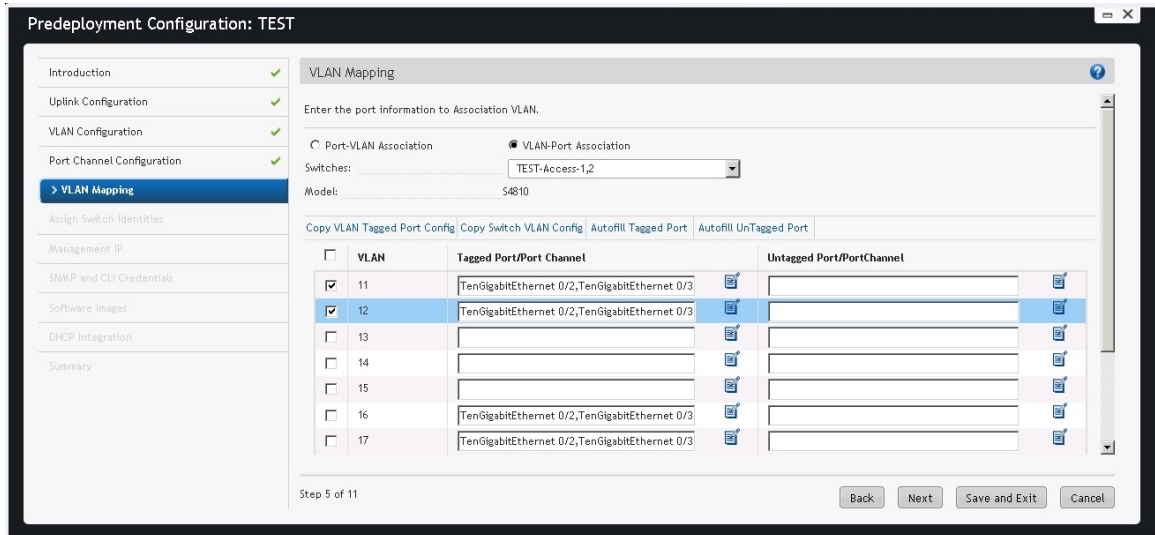 Predeployment Configuration: TEST
Introduction
Uplink Configuration
VLAN Configuration
Port Channel Configuration
> VLAN Mapping
Assign Switch Identities
Management IP
SNMP and CLI Credentials
Software Images
DHCP Integration
Summary
VLAN Mapping
?
Enter the port information to Association VLAN.
Port-VLAN Association VLAN-Port Association
Switches: TEST-Access-1,2
Model: S4810
Copy VLAN Tagged Port Config Copy Switch VLAN Config Autofill Tagged Port Autofill UnTagged Port
VLAN Tagged Port/Port Channel Untagged Port/PortChannel
11 TenGigabitEthernet 0/2,TenGigabitEthernet 0/3
12 TenGigabitEthernet 0/2,TenGigabitEthernet 0/3
13
14
15
16 TenGigabitEthernet 0/2,TenGigabitEthernet 0/3
17 TenGigabitEthernet 0/2,TenGigabitEthernet 0/3
Step 5 of 11
Back Next Save and Exit Cancel